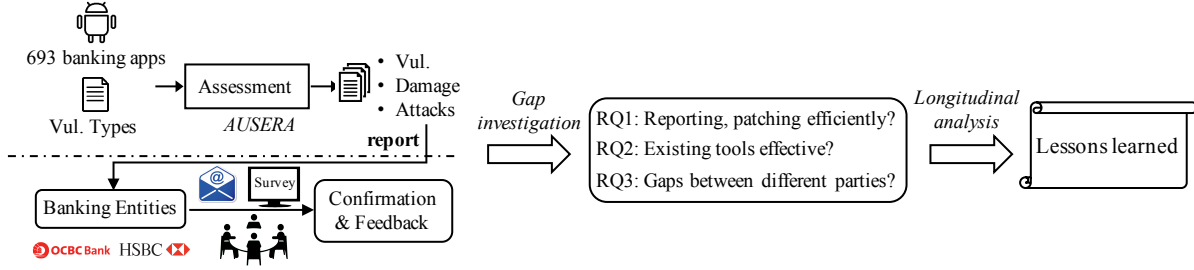 693 banking apps
Vul. Types
Assessment
AUSERA
• Vul.
• Damage
• Attacks
report
Banking Entities
OCBC Bank
HSBC
@
Survey
Confirmation
& Feedback
Gap
investigation
RQ1: Reporting, patching efficiently?
RQ2: Existing tools effective?
RQ3: Gaps between different parties?
Longitudinal
analysis
Lessons learned